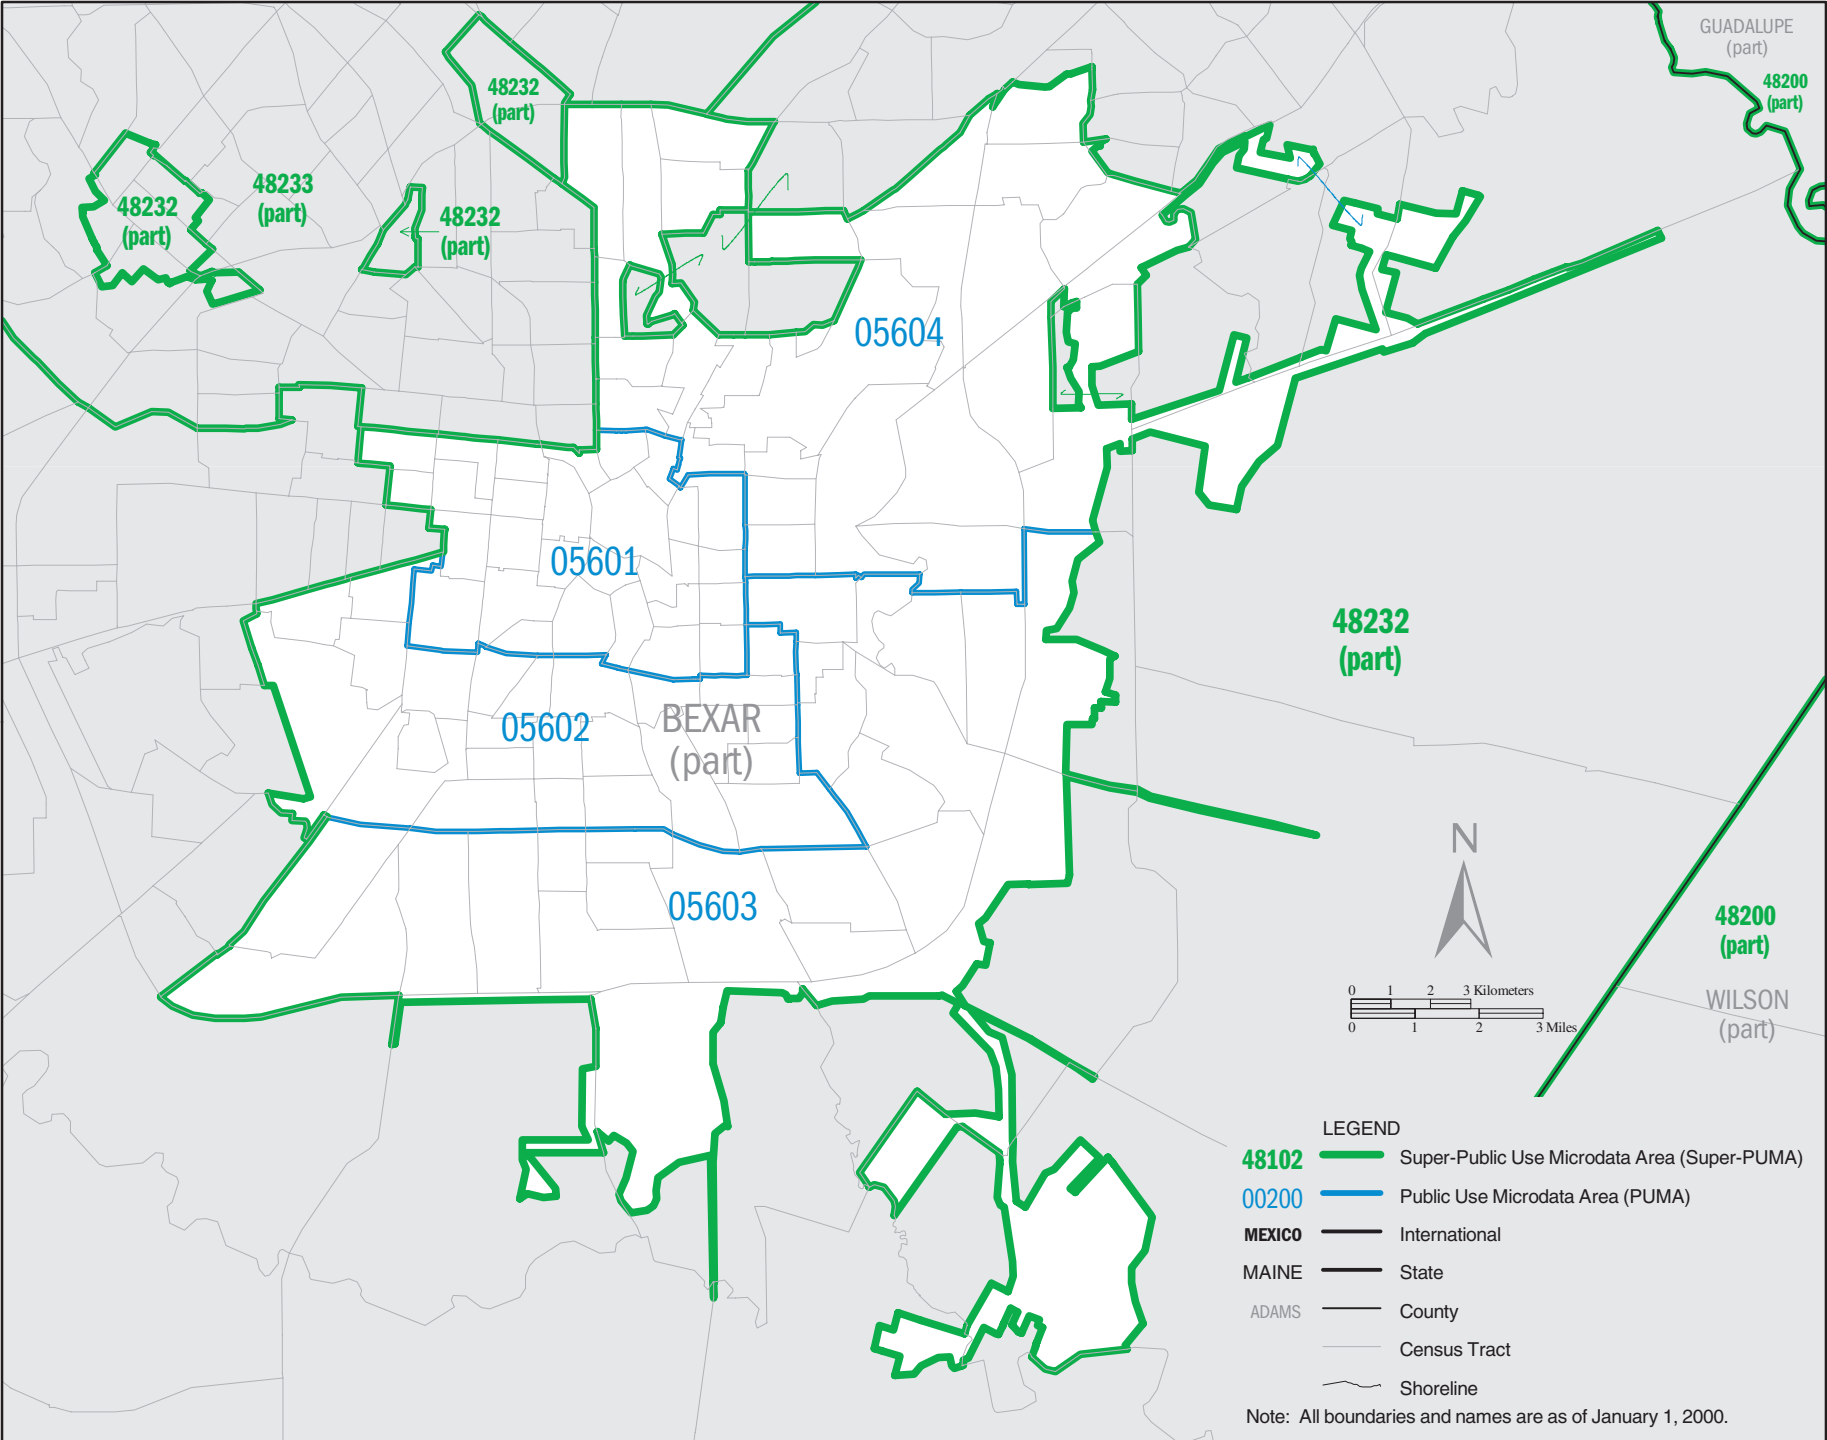 GUADALUPE
(part)
48200
(part)
48232
(part)
48233
(part)
48232
(part)
48232
(part)
05604
05601
48232
(part)
05602
BEXAR
(part)
05603
N
48200
(part)
WILSON
(part)
0 1 2 3 Kilometers
0 1 2 3 Miles
LEGEND
48102 Super-Public Use Microdata Area (Super-PUMA)
00200 Public Use Microdata Area (PUMA)
MEXICO International
MAINE State
ADAMS County
Census Tract
Shoreline
Note: All boundaries and names are as of January 1, 2000.